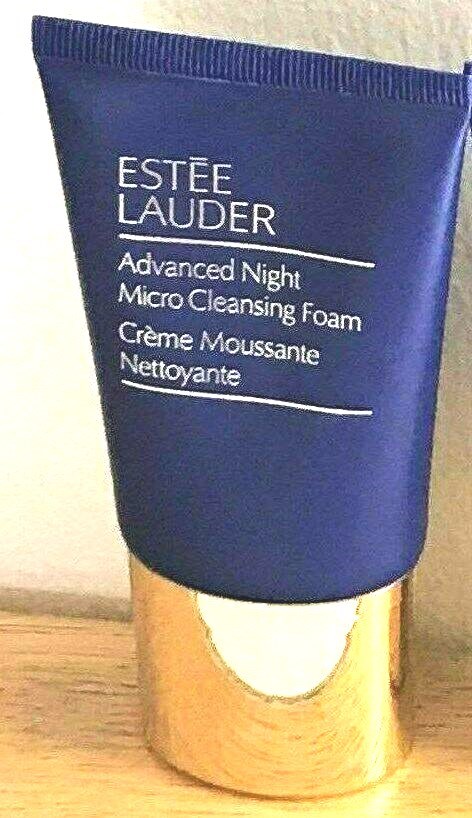 ESTĒE
LAUDER
Advanced Night
Micro Cleansing Foam
Crème Moussante
Nettoyante